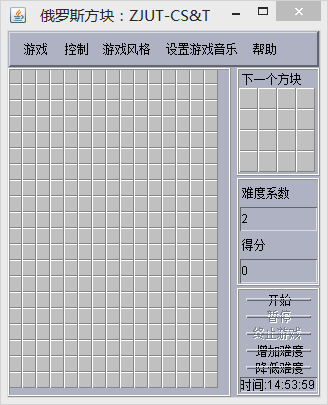 俄罗斯方块：ZJUT-CS&T
游戏 控制 游戏风格 设置游戏音乐 帮助
下一个方块
难度系数
2
得分
0
开始
暂停
终止游戏
增加难度
降低难度
时间:14:53:59